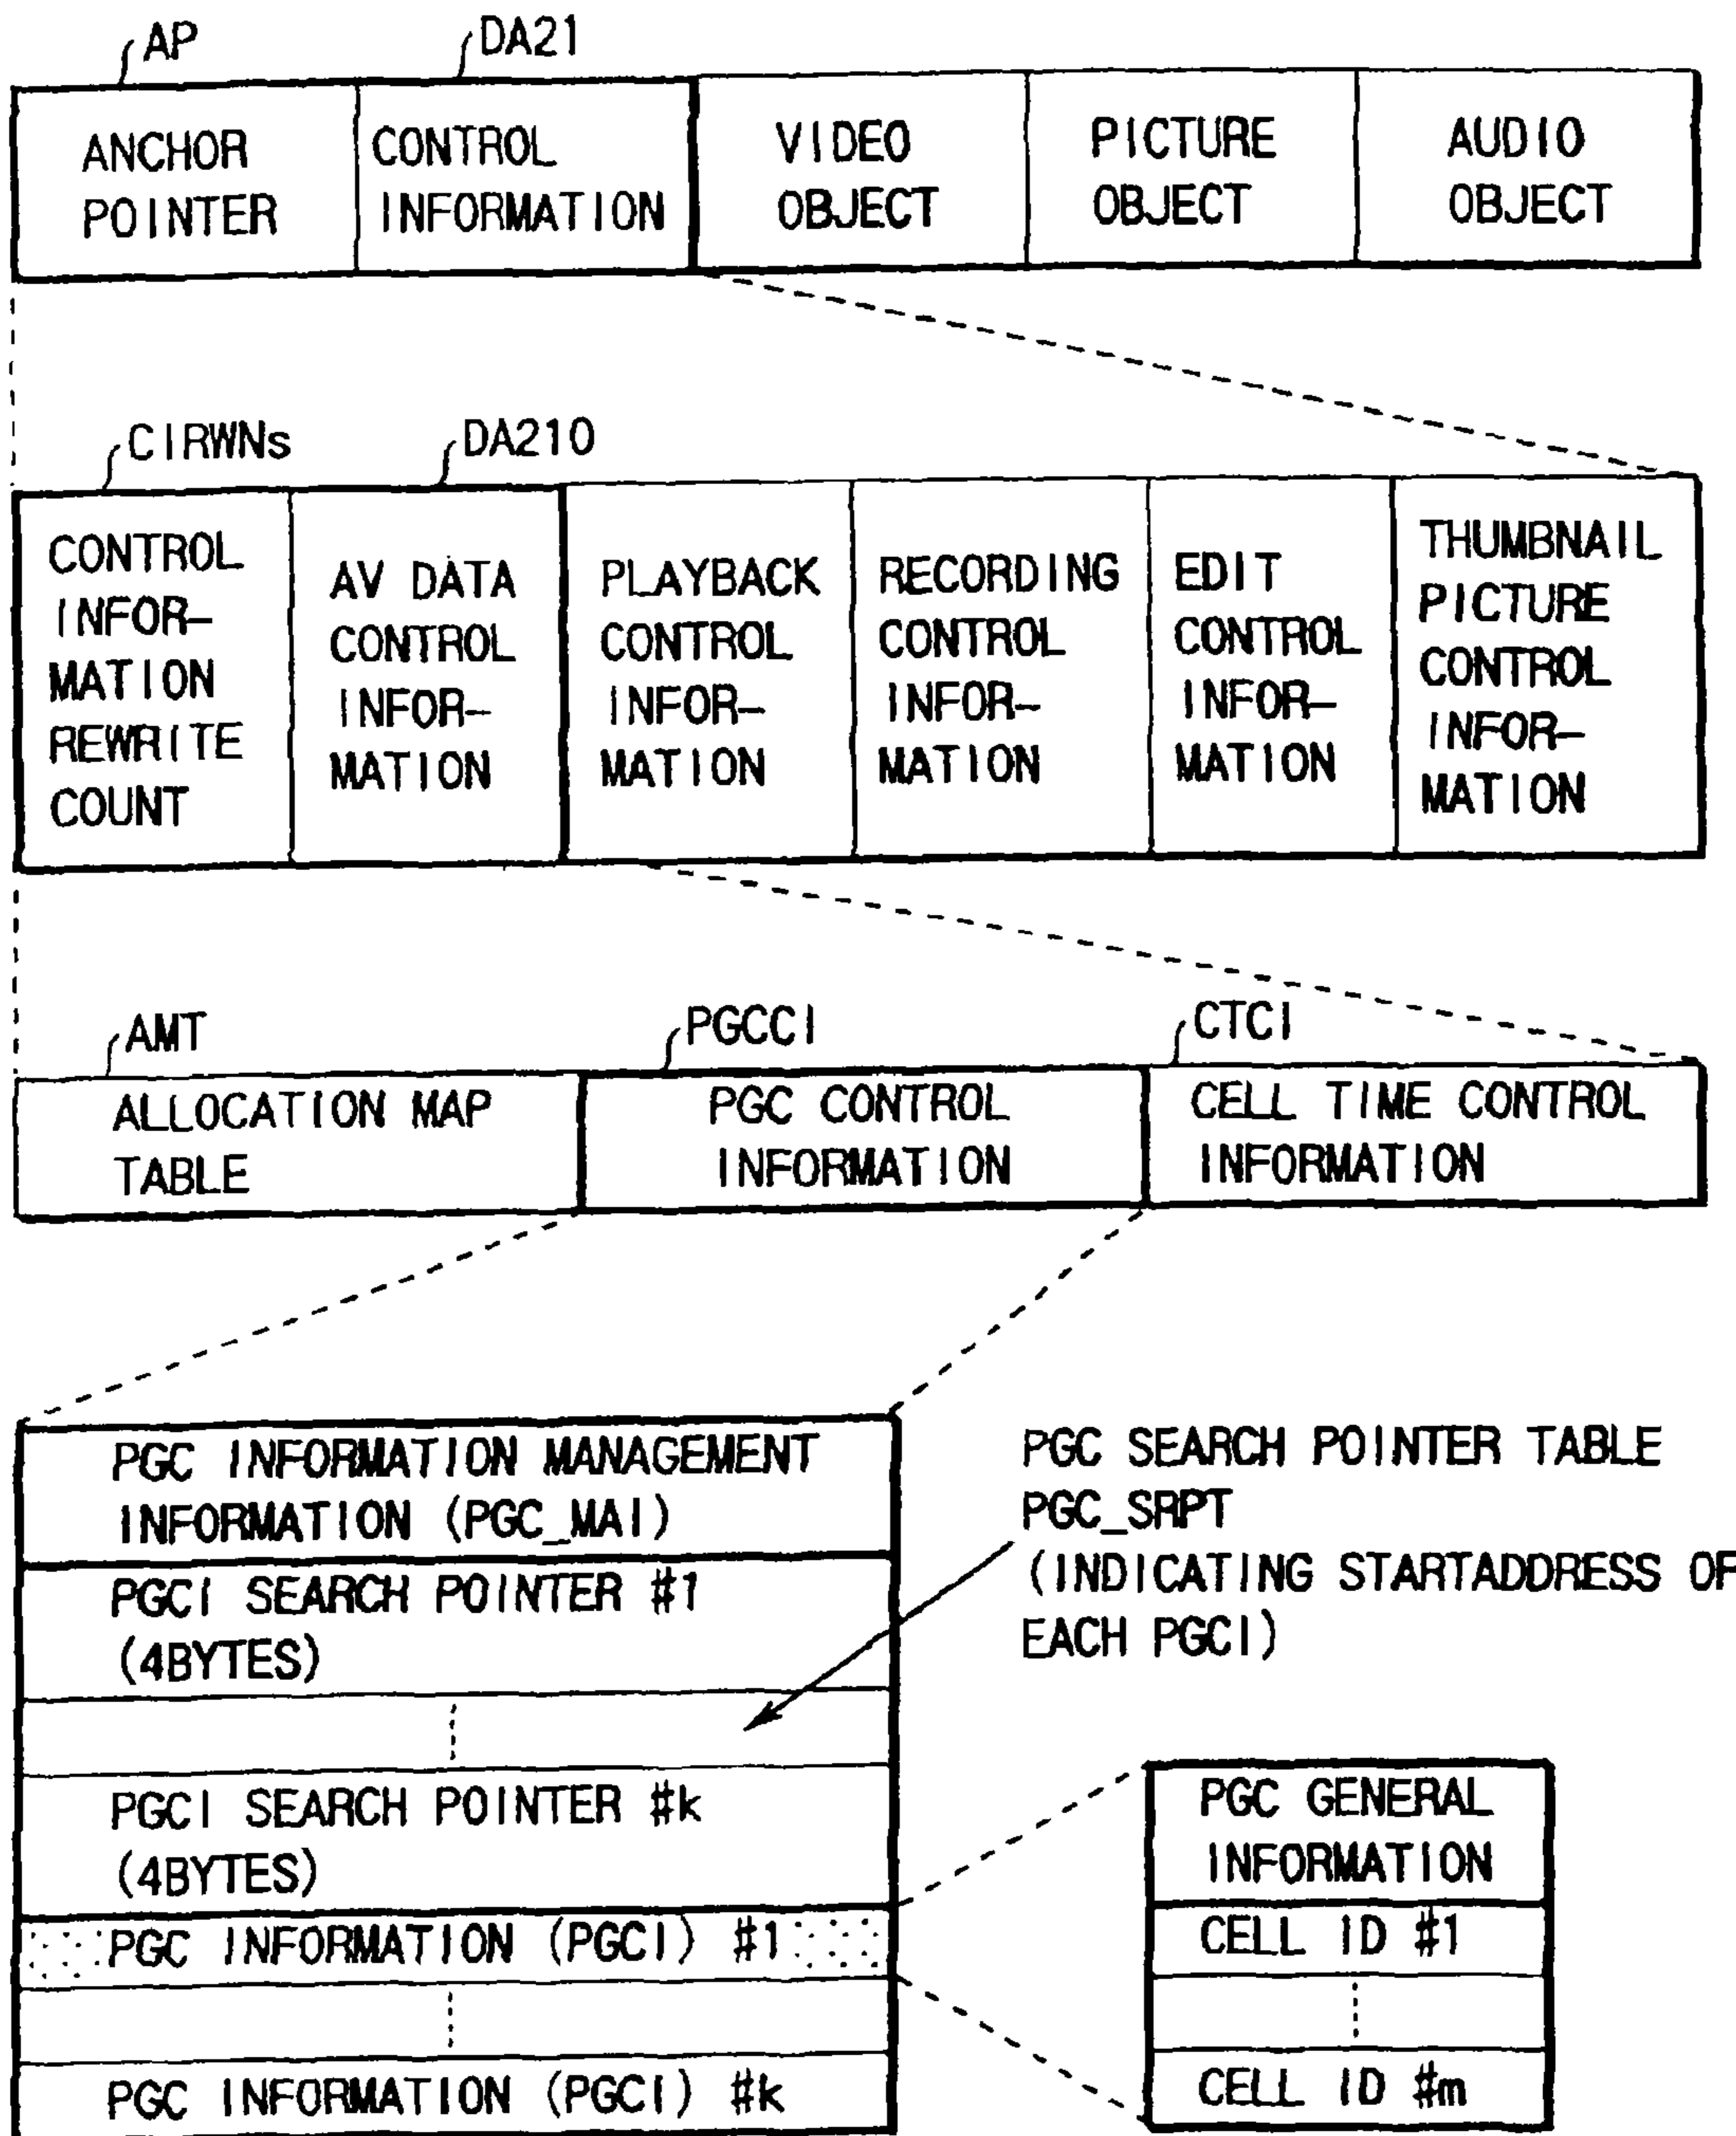 AP
DA21
ANCHOR
POINTER
CONTROL
INFORMATION
VIDEO
OBJECT
PICTURE
OBJECT
AUDIO
OBJECT
CIRWNs
DA210
CONTROL
INFOR-
MATION
REWRITE
COUNT
AV DATA
CONTROL
INFOR-
MATION
PLAYBACK
CONTROL
INFOR-
MATION
RECORDING
CONTROL
INFOR-
MATION
EDIT
CONTROL
INFOR-
MATION
THUMBNAIL
PICTURE
CONTROL
INFOR-
MATION
AMT
PGCCI
CTCI
ALLOCATION MAP
TABLE
PGC CONTROL
INFORMATION
CELL TIME CONTROL
INFORMATION
PGC INFORMATION MANAGEMENT
INFORMATION (PGC_MAI)
PGCI SEARCH POINTER #1
(4BYTES)
PGCI SEARCH POINTER #k
(4BYTES)
PGC INFORMATION (PGCI) #1
PGC INFORMATION (PGCI) #k
PGC SEARCH POINTER TABLE
PGC_SRPT
(INDICATING STARTADDRESS OF
EACH PGCI)
PGC GENERAL
INFORMATION
CELL ID #1
CELL ID #m